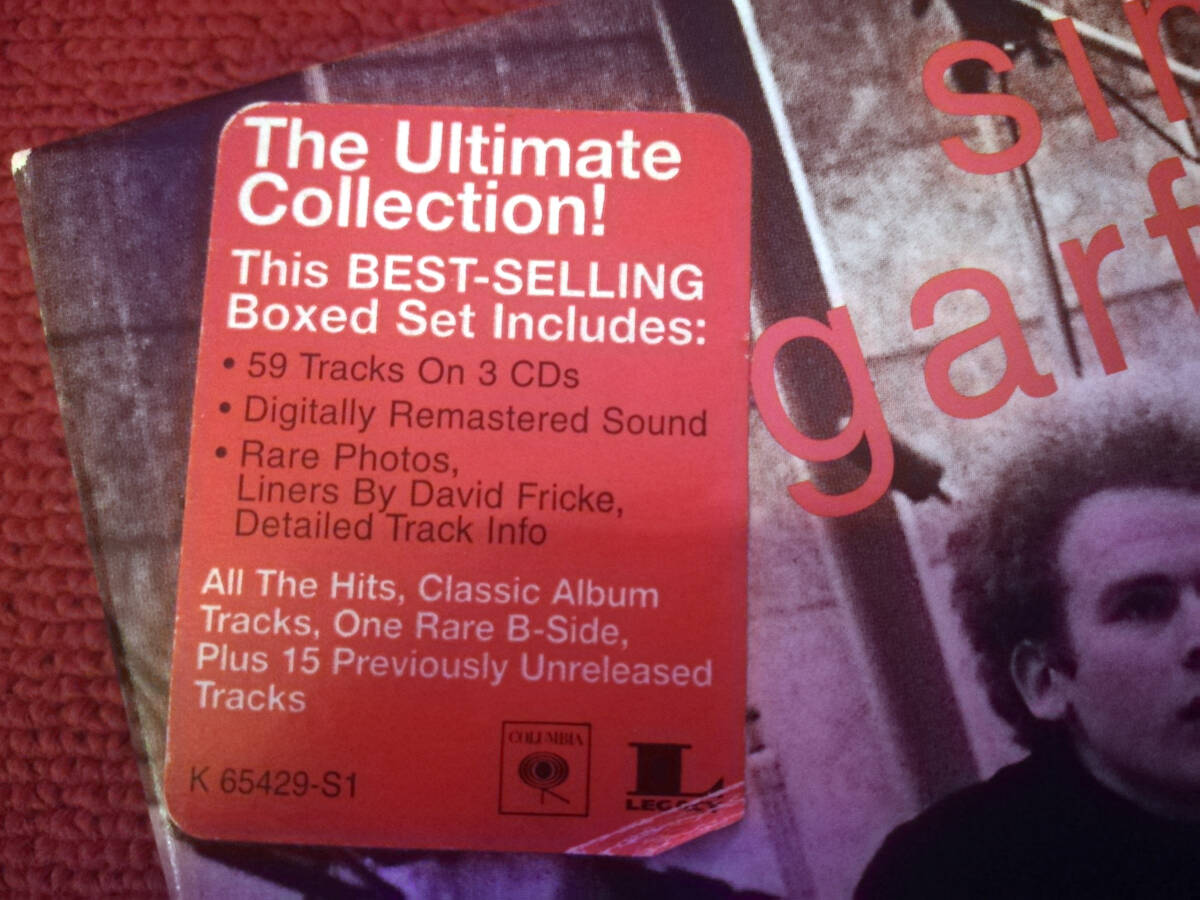 The Ultimate
Collection!
This BEST-SELLING
Boxed Set Includes:
• 59 Tracks On 3 CDs
• Digitally Remastered Sound
• Rare Photos,
Liners By David Fricke,
Detailed Track Info
All The Hits, Classic Album
Tracks, One Rare B-Side,
Plus 15 Previously Unreleased
Tracks
K 65429-S1
COLUMBIA
L
LEGACY
sin
garf